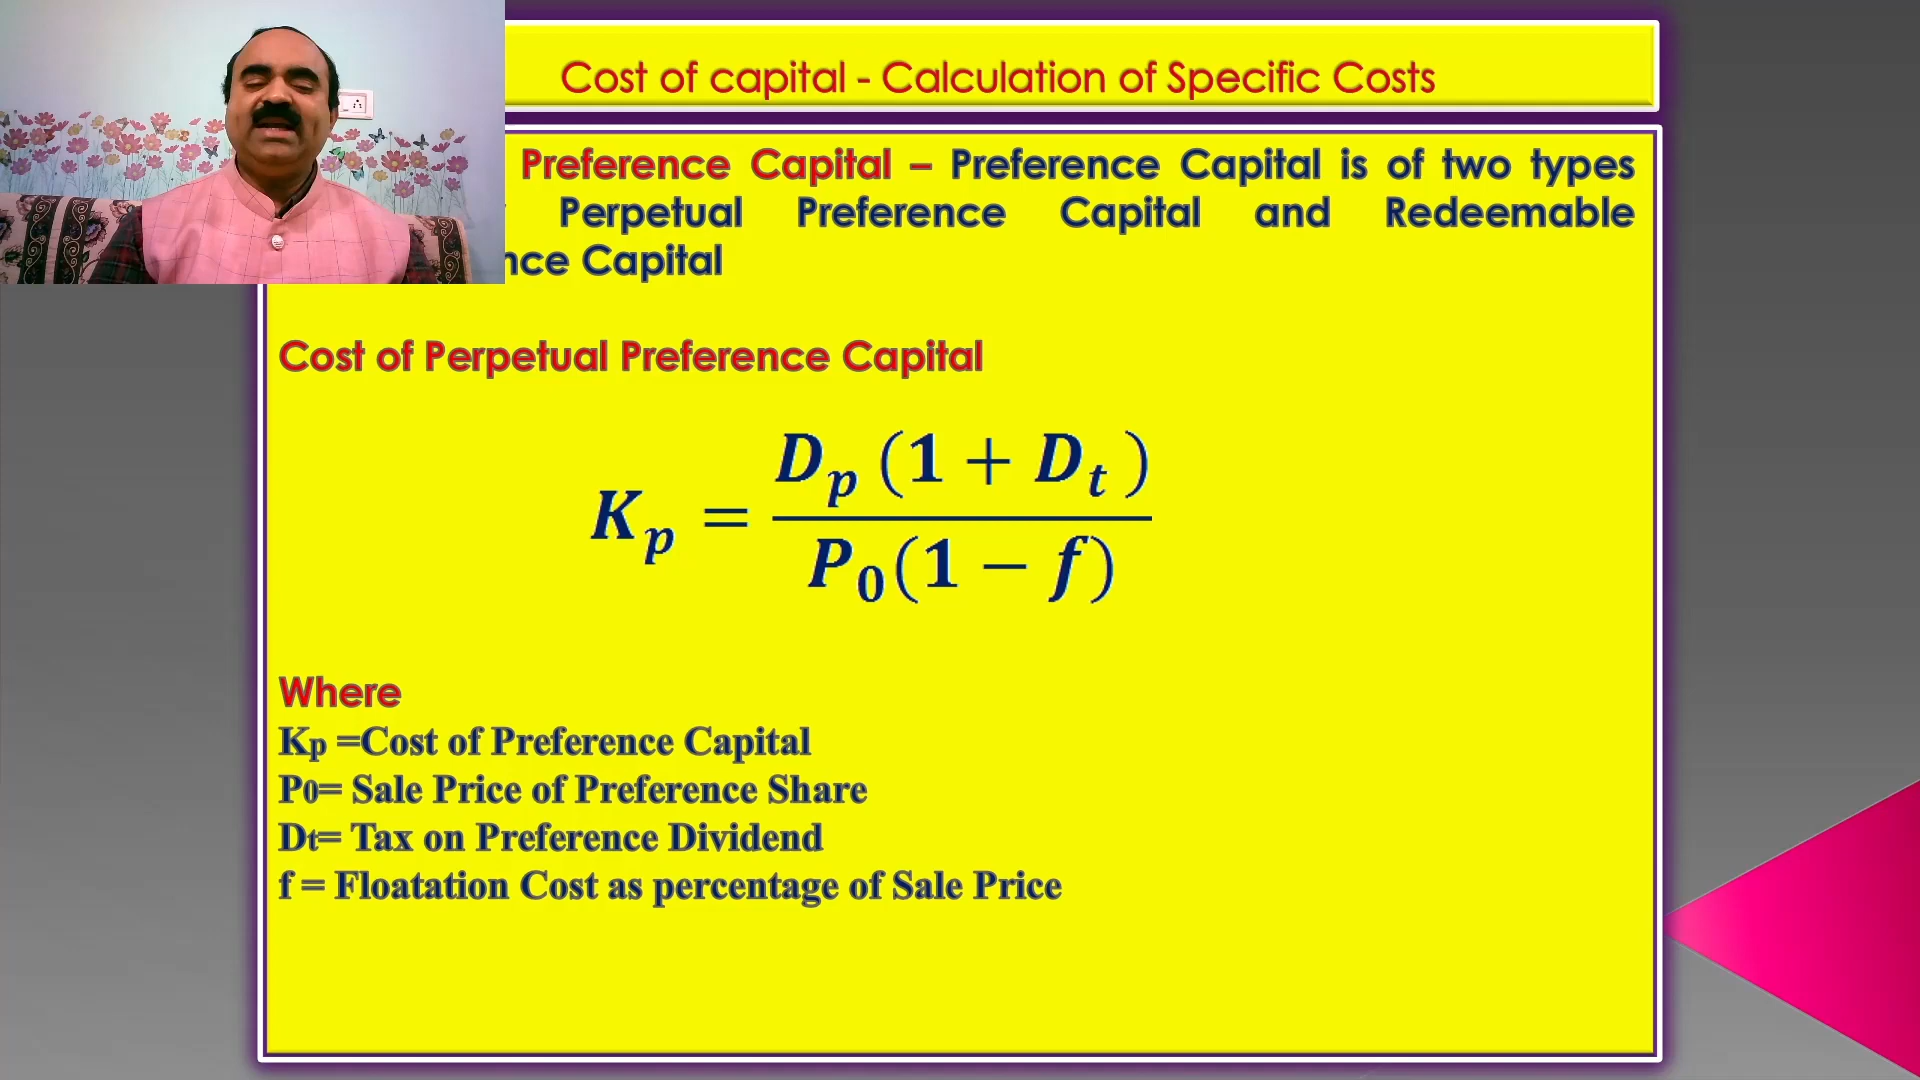 Cost of capital - Calculation of Specific Costs
Preference Capital – Preference Capital is of two types
Perpetual Preference Capital and Redeemable
nce Capital
Cost of Perpetual Preference Capital
Kₚ = Dₚ (1 + Dₜ ) / P₀(1 − f)
Where
Kp =Cost of Preference Capital
P0= Sale Price of Preference Share
Dt= Tax on Preference Dividend
f = Floatation Cost as percentage of Sale Price